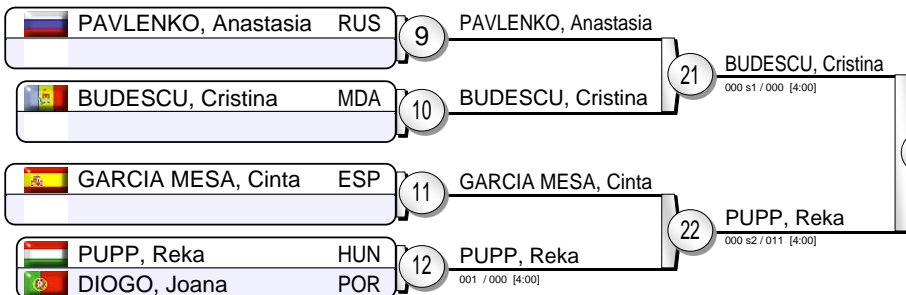 PAVLENKO, Anastasia RUS
9
PAVLENKO, Anastasia
BUDESCU, Cristina MDA
10
BUDESCU, Cristina
21
BUDESCU, Cristina
000 s1 / 000 [4:00]
GARCIA MESA, Cinta ESP
11
GARCIA MESA, Cinta
PUPP, Reka HUN
DIOGO, Joana POR
12
PUPP, Reka
001 / 000 [4:00]
22
PUPP, Reka
000 s2 / 011 [4:00]